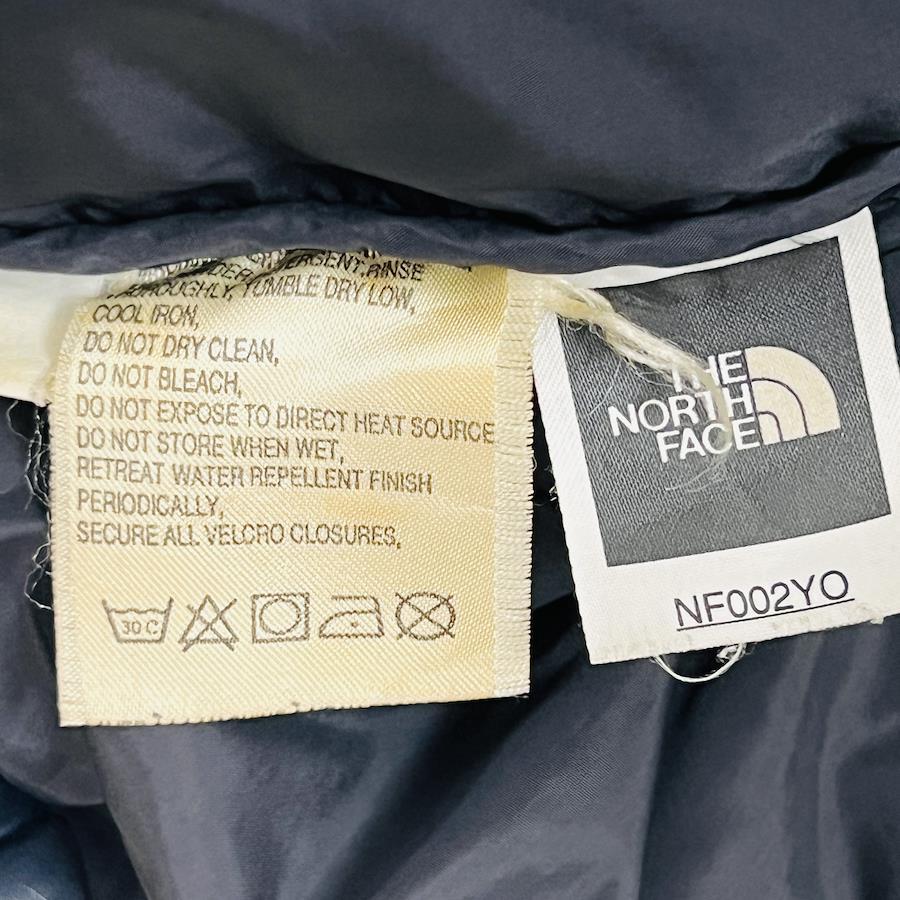 DETERGENT, RINSE
THOROUGHLY, TUMBLE DRY LOW,
COOL IRON,
DO NOT DRY CLEAN,
DO NOT BLEACH,
DO NOT EXPOSE TO DIRECT HEAT SOURCE
DO NOT STORE WHEN WET,
RETREAT WATER REPELLENT FINISH
PERIODICALLY,
SECURE ALL VELCRO CLOSURES,
30 C
THE
NORTH
FACE
NF002YO